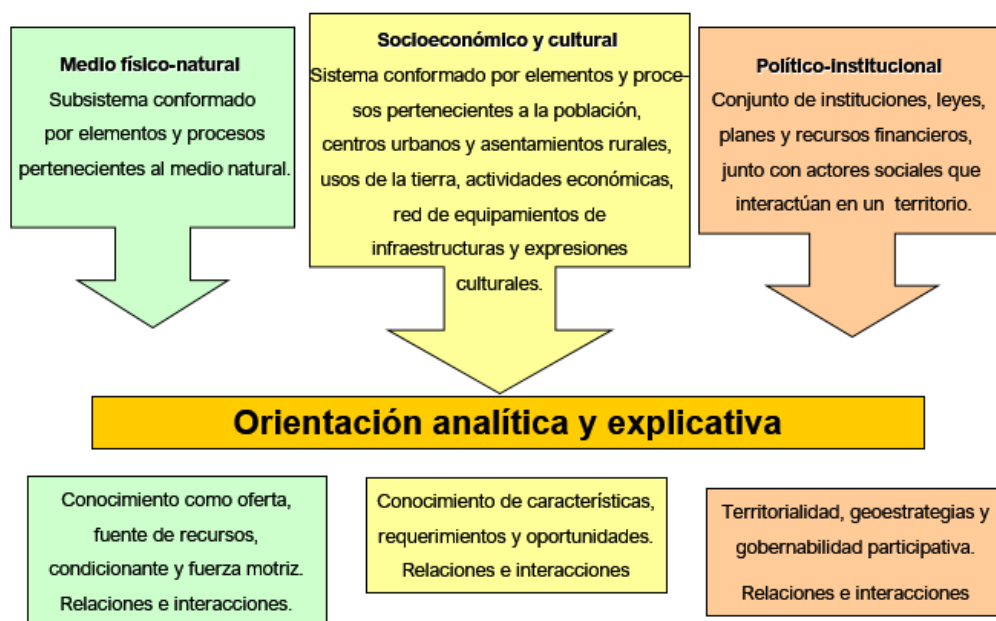 Medio físico-natural
Subsistema conformado
por elementos y procesos
pertenecientes al medio natural.
Socioeconómico y cultural
Sistema conformado por elementos y proce-
sos pertenecientes a la población,
centros urbanos y asentamientos rurales,
usos de la tierra, actividades económicas,
red de equipamientos de
infraestructuras y expresiones
culturales.
Político-institucional
Conjunto de instituciones, leyes,
planes y recursos financieros,
junto con actores sociales que
interactúan en un territorio.
Orientación analítica y explicativa
Conocimiento como oferta,
fuente de recursos,
condicionante y fuerza motriz.
Relaciones e interacciones.
Conocimiento de características,
requerimientos y oportunidades.
Relaciones e interacciones
Territorialidad, geoestrategias y
gobernabilidad participativa.
Relaciones e interacciones